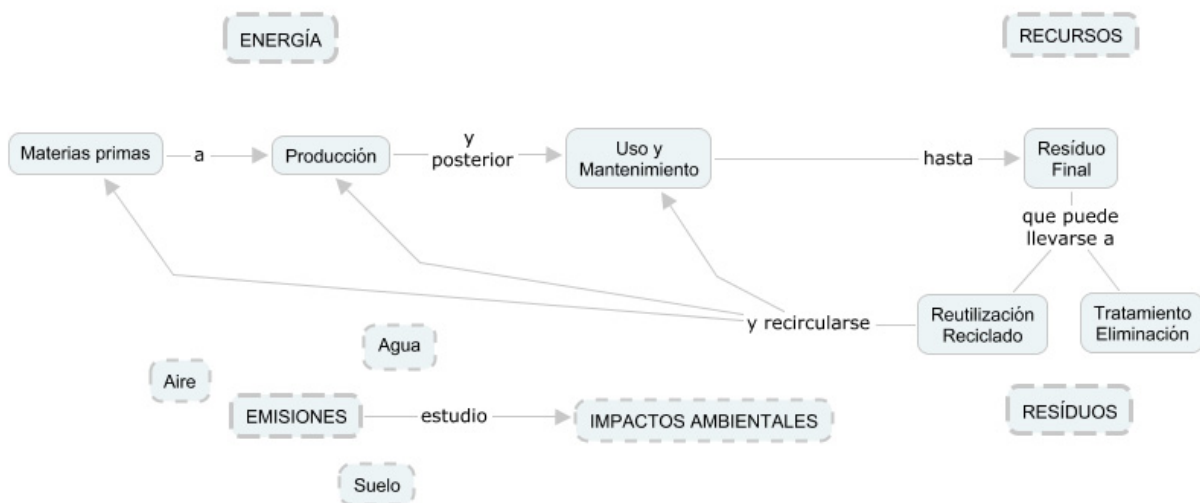 ENERGÍA
RECURSOS
Materias primas
a
Producción
y
posterior
Uso y
Mantenimiento
hasta
Resíduo
Final
que puede
llevarse a
y recircularse
Reutilización
Reciclado
Tratamiento
Eliminación
Agua
Aire
EMISIONES
estudio
IMPACTOS AMBIENTALES
RESÍDUOS
Suelo